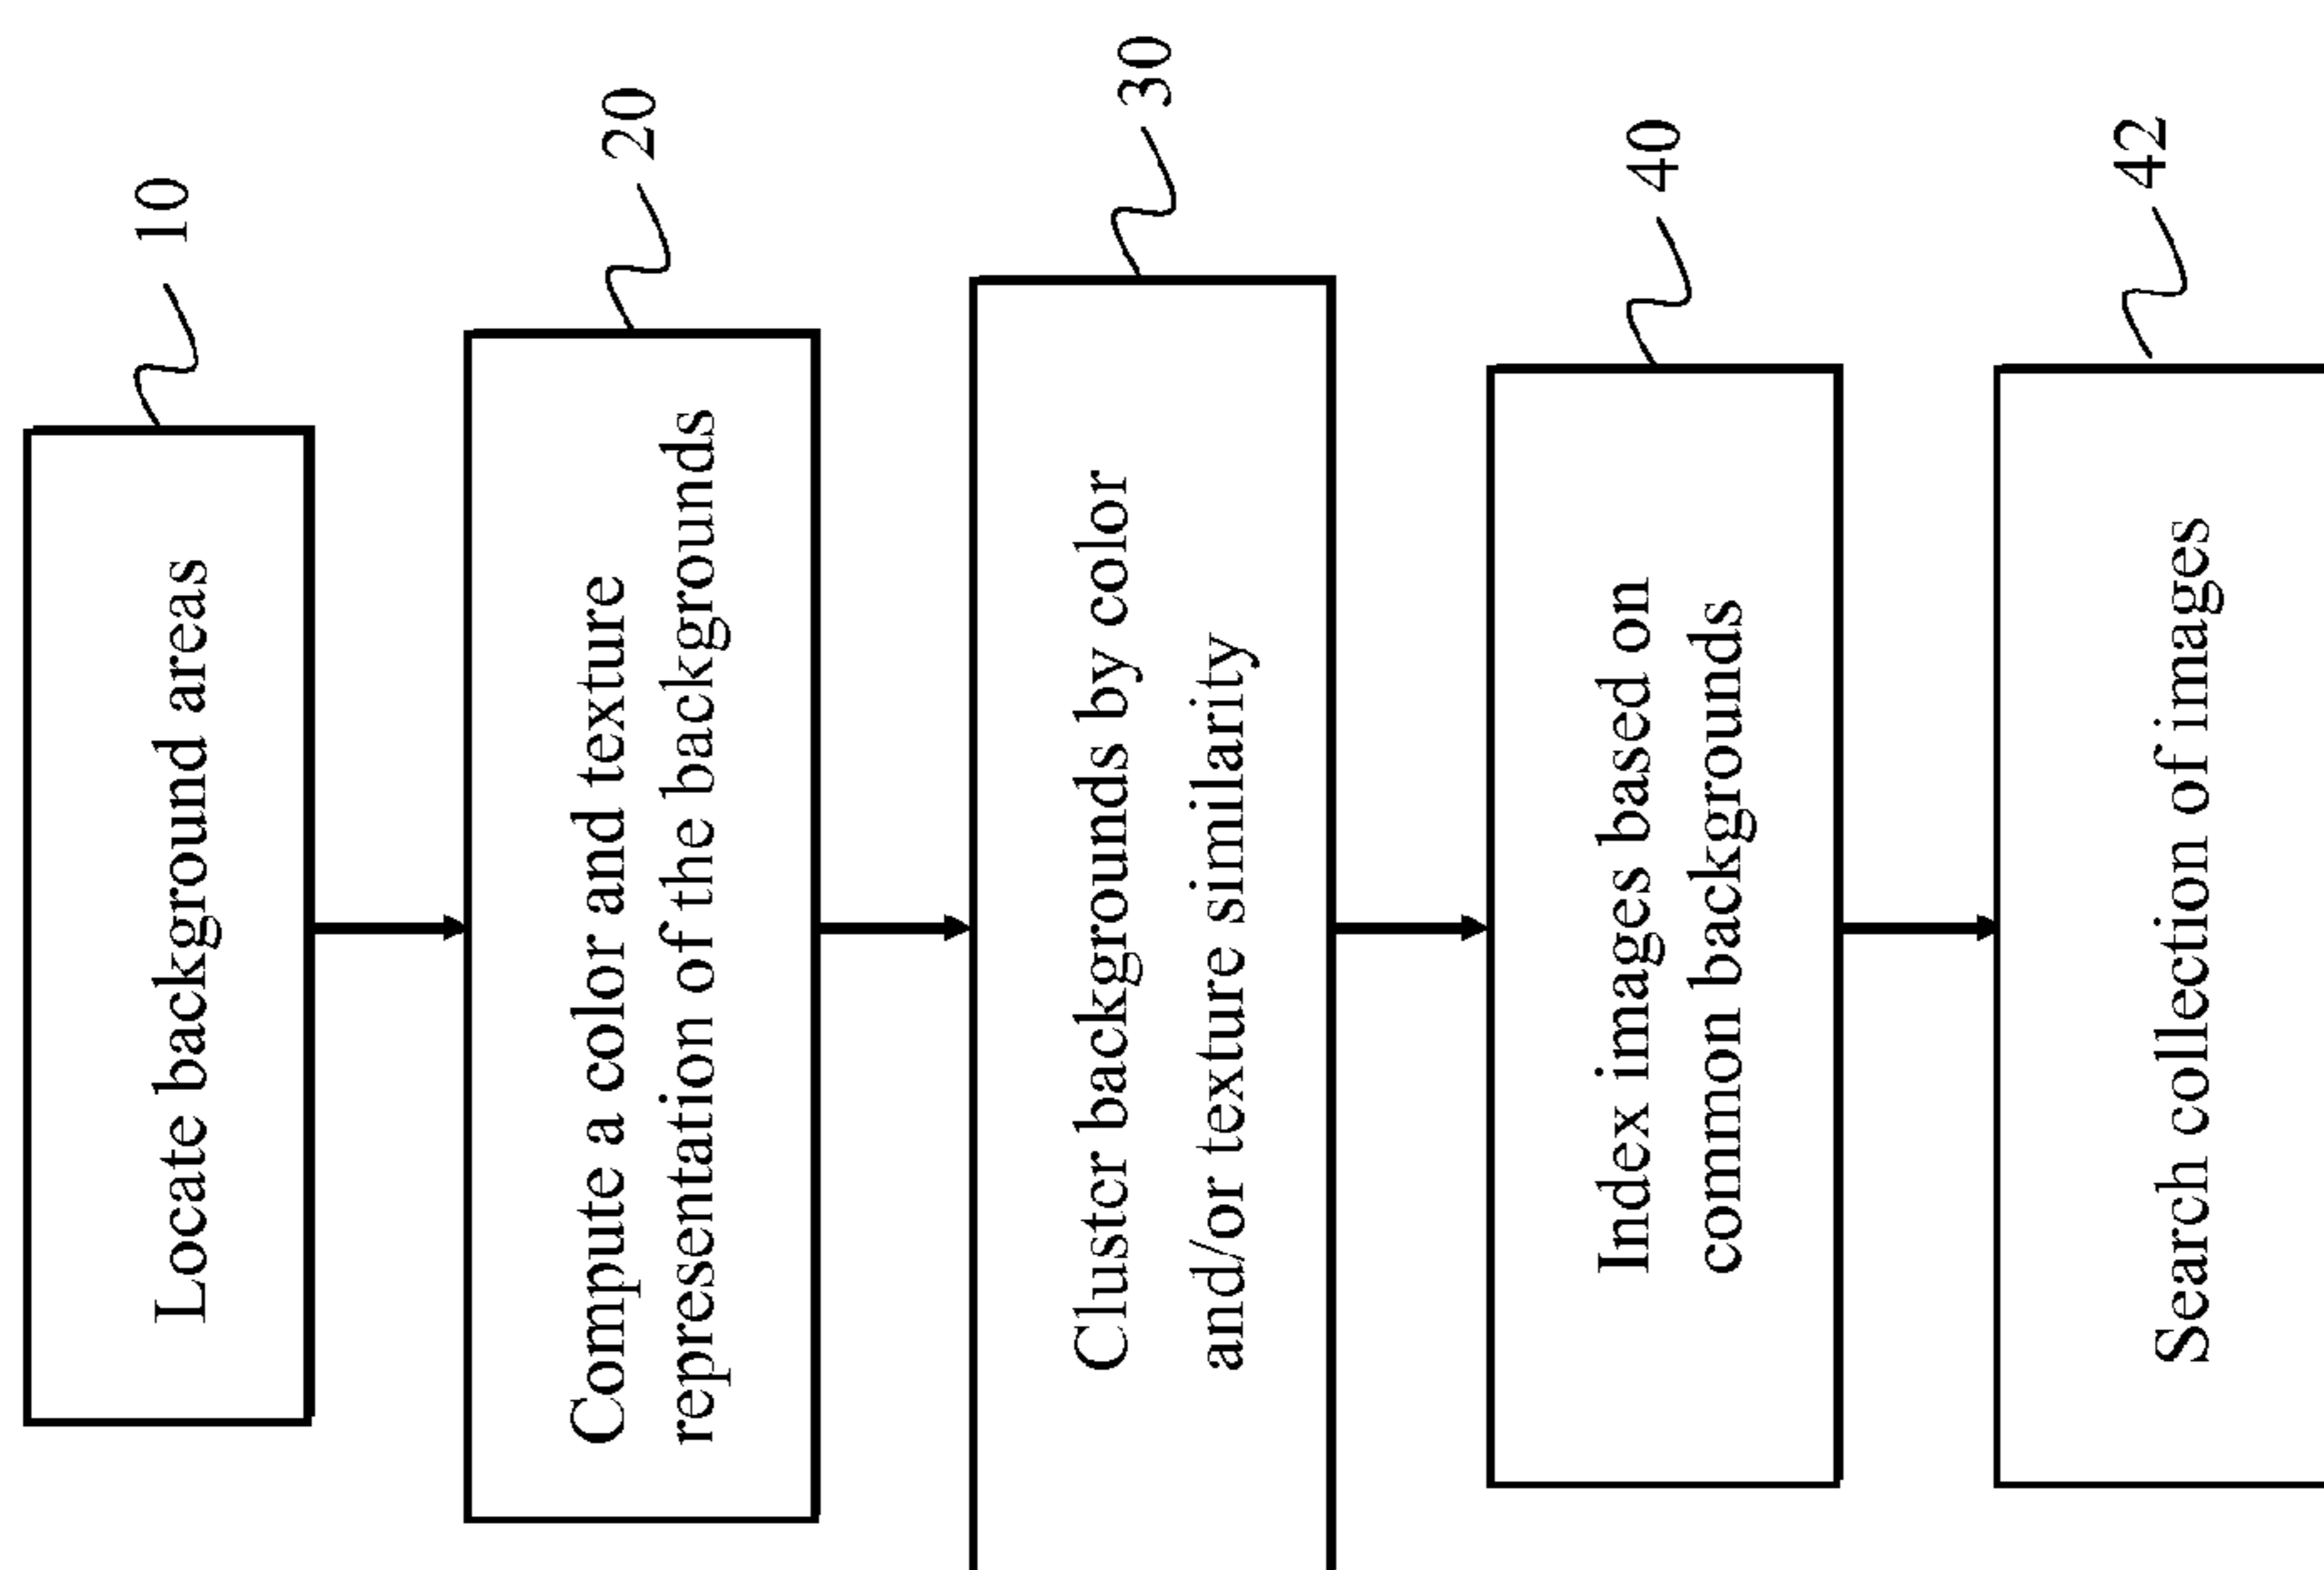 Locate background areas
10
Compute a color and texture
representation of the backgrounds
20
Cluster backgrounds by color
and/or texture similarity
30
Index images based on
common backgrounds
40
Search collection of images
42